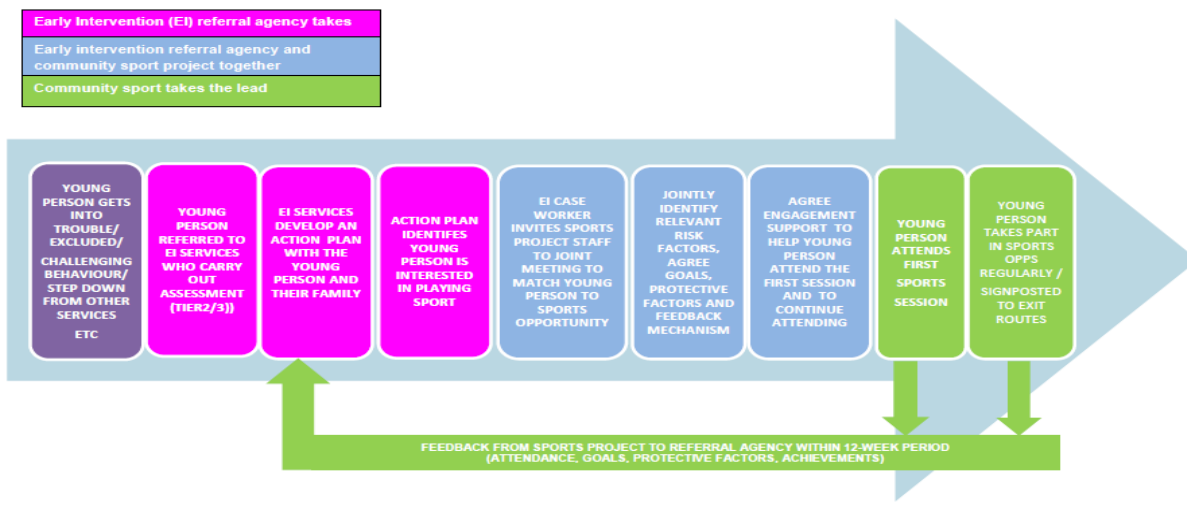 Early Intervention (EI) referral agency takes
Early intervention referral agency and
community sport project together
Community sport takes the lead
YOUNG
PERSON GETS
INTO
TROUBLE/
EXCLUDED/
CHALLENGING
BEHAVIOUR/
STEP DOWN
FROM OTHER
SERVICES
ETC
YOUNG
PERSON
REFERRED TO
EI SERVICES
WHO CARRY
OUT
ASSESSMENT
(TIER2/3))
EI SERVICES
DEVELOP AN
ACTION PLAN
WITH THE
YOUNG
PERSON AND
THEIR FAMILY
ACTION PLAN
IDENTIFES
YOUNG
PERSON IS
INTERESTED
IN PLAYING
SPORT
EI CASE
WORKER
INVITES SPORTS
PROJECT STAFF
TO JOINT
MEETING TO
MATCH YOUNG
PERSON TO
SPORTS
OPPORTUNITY
JOINTLY
IDENTIFY
RELEVANT
RISK
FACTORS,
AGREE
GOALS,
PROTECTIVE
FACTORS AND
FEEDBACK
MECHANISM
AGREE
ENGAGEMENT
SUPPORT TO
HELP YOUNG
PERSON
ATTEND THE
FIRST SESSION
AND TO
CONTINUE
ATTENDING
YOUNG
PERSON
ATTENDS
FIRST
SPORTS
SESSION
YOUNG
PERSON
TAKES PART
IN SPORTS
OPPS
REGULARLY /
SIGNPOSTED
TO EXIT
ROUTES
FEEDBACK FROM SPORTS PROJECT TO REFERRAL AGENCY WITHIN 12-WEEK PERIOD
(ATTENDANCE, GOALS, PROTECTIVE FACTORS, ACHIEVEMENTS)